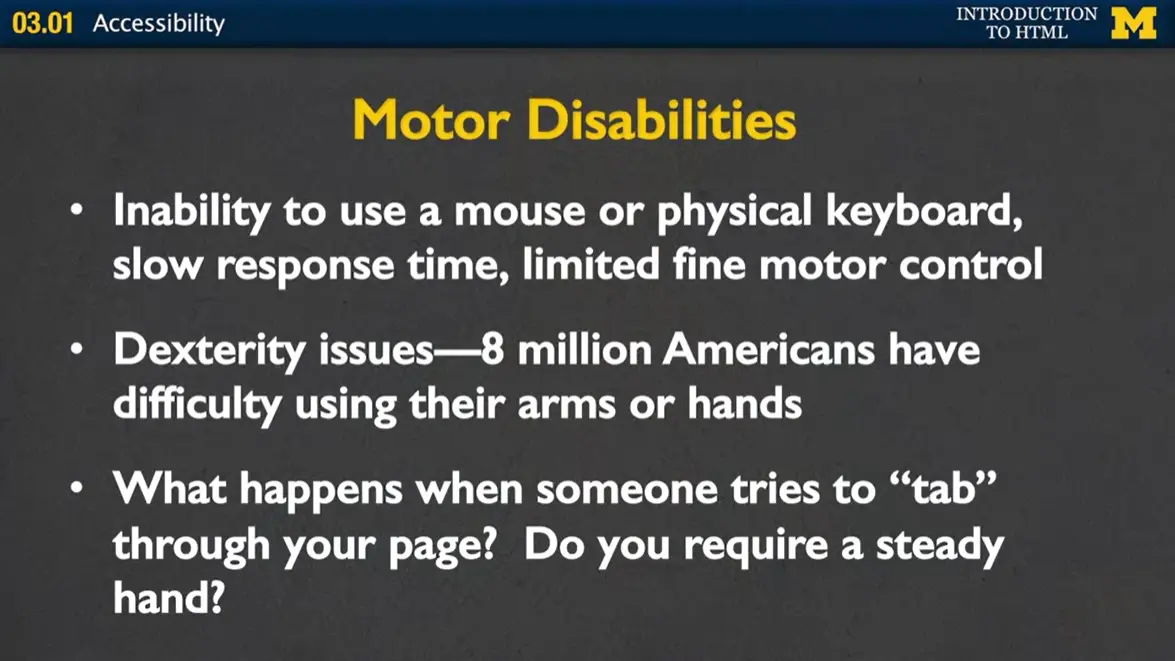 03.01 Accessibility
INTRODUCTION
TO HTML
M
Motor Disabilities
• Inability to use a mouse or physical keyboard,
slow response time, limited fine motor control
• Dexterity issues—8 million Americans have
difficulty using their arms or hands
• What happens when someone tries to “tab”
through your page?  Do you require a steady
hand?